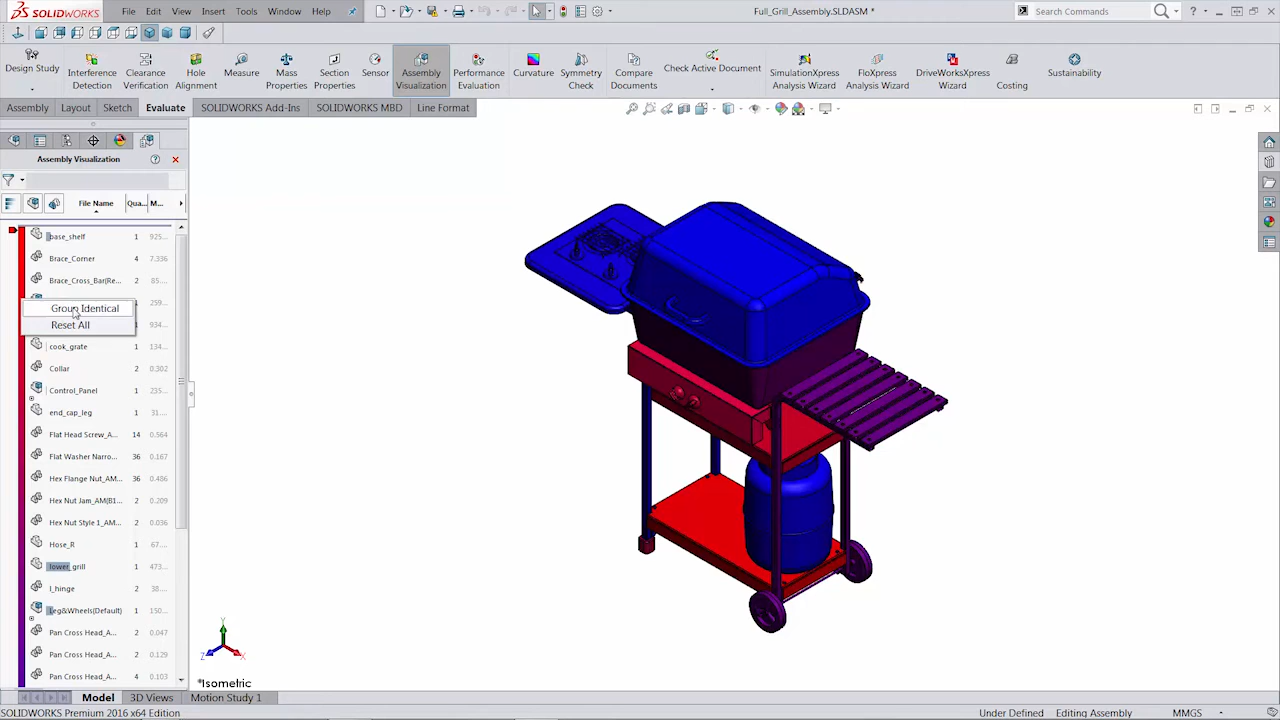 SOLIDWORKS File Edit View Insert Tools Window Full_Grill_Assembly.SLDASM * Search Commands
Design Study
Interference Detection
Clearance Verification
Hole Alignment
Measure
Mass Properties
Section Properties
Sensor
Assembly Visualization
Performance Evaluation
Curvature
Symmetry Check
Compare Documents
Check Active Document
SimulationXpress Analysis Wizard
FloXpress Analysis Wizard
DriveWorksXpress Wizard
Costing
Sustainability
Assembly Layout Sketch Evaluate SOLIDWORKS Add-Ins SOLIDWORKS MBD Line Format
Assembly Visualization
File Name Qua... M...
base_shelf 1 925...
Brace_Corner 4 7.336
Brace_Cross_Bar(Re... 2 85....
259...
Group Identical
Reset All
934...
cook_grate 1 134...
Collar 2 0.302
Control_Panel 1 235...
end_cap_leg 1 31....
Flat Head Screw_A... 14 0.564
Flat Washer Narro... 36 0.167
Hex Flange Nut_AM... 36 0.486
Hex Nut Jam_AM(B1... 2 0.209
Hex Nut Style 1_AM... 2 0.036
Hose_R 1 67....
lower_grill 1 473...
l_hinge 2 38....
Leg&Wheels(Default) 1 150...
Pan Cross Head_A... 2 0.047
Pan Cross Head_A... 2 0.129
Pan Cross Head_A... 4 0.103
Y
Z X
*Isometric
Model 3D Views Motion Study 1
SOLIDWORKS Premium 2016 x64 Edition Under Defined Editing Assembly MMGS